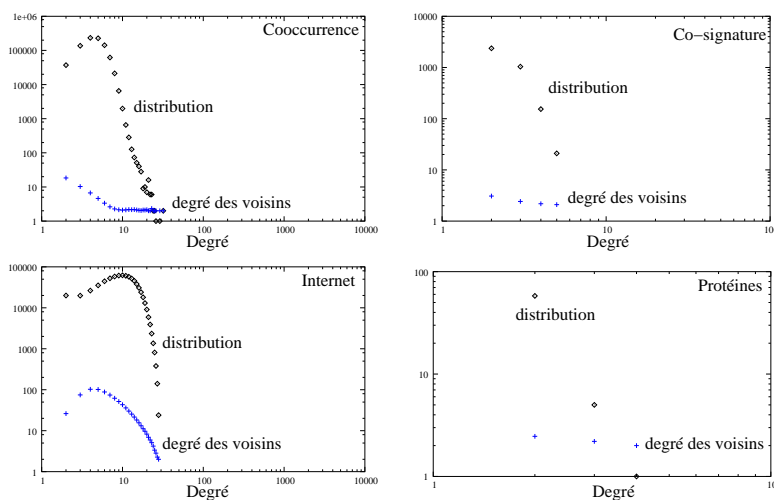 1e+06
Cooccurrence
100000
10000
1000
100
10
1
distribution
degré des voisins
1
10
100
1000
10000
Degré
10000
Co-signature
1000
100
10
1
distribution
degré des voisins
1
10
100
Degré
100000
Internet
10000
1000
100
10
1
distribution
degré des voisins
1
10
100
1000
10000
Degré
100
Protéines
10
1
distribution
degré des voisins
1
10
Degré